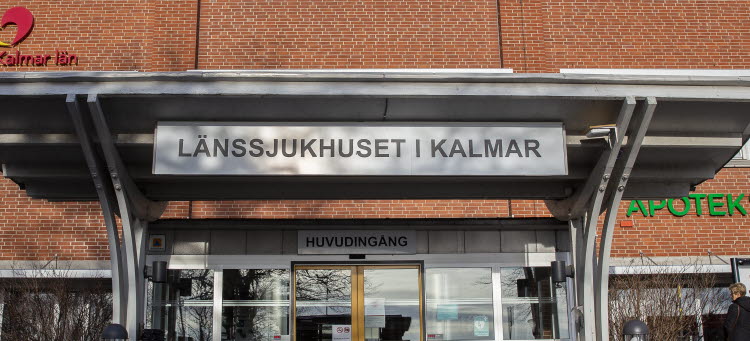 Kalmar län
LÄNSSJUKHUSET I KALMAR
APOTEK
HUVUDINGÅNG